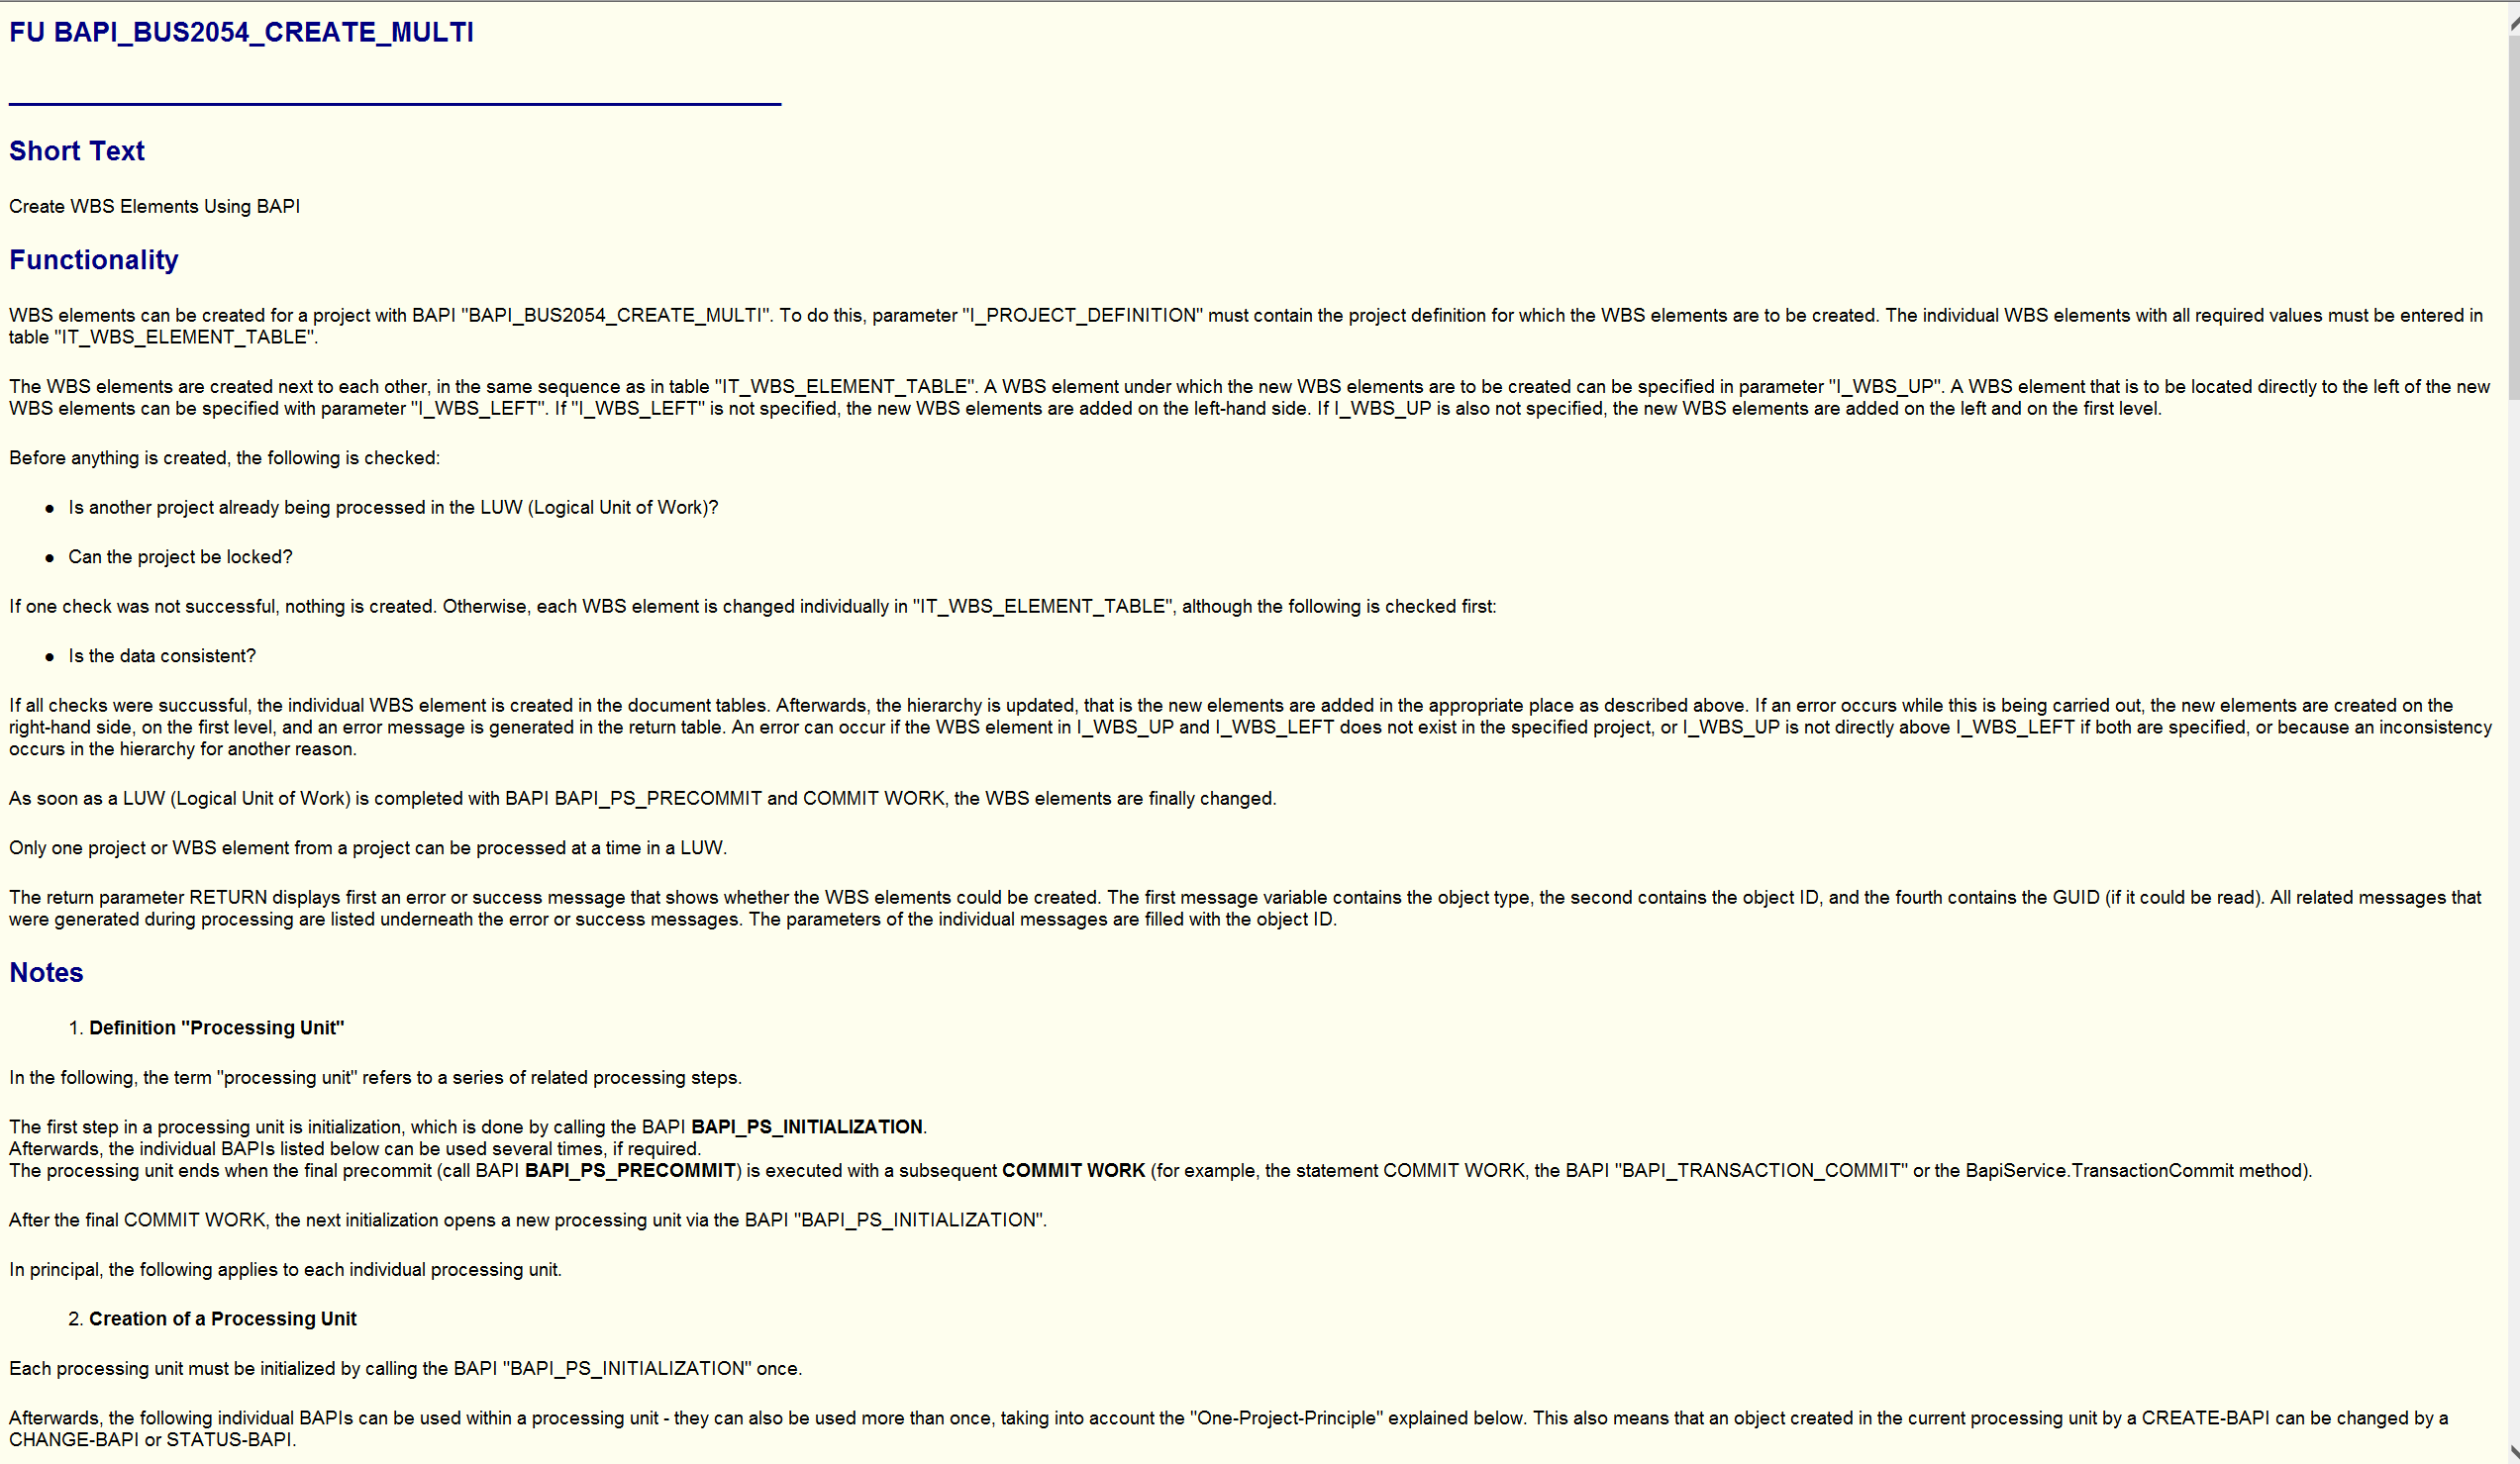 FU BAPI_BUS2054_CREATE_MULTI
Short Text
Create WBS Elements Using BAPI
Functionality
WBS elements can be created for a project with BAPI "BAPI_BUS2054_CREATE_MULTI". To do this, parameter "I_PROJECT_DEFINITION" must contain the project definition for which the WBS elements are to be created. The individual WBS elements with all required values must be entered in
table "IT_WBS_ELEMENT_TABLE".
The WBS elements are created next to each other, in the same sequence as in table "IT_WBS_ELEMENT_TABLE". A WBS element under which the new WBS elements are to be created can be specified in parameter "I_WBS_UP". A WBS element that is to be located directly to the left of the new
WBS elements can be specified with parameter "I_WBS_LEFT". If "I_WBS_LEFT" is not specified, the new WBS elements are added on the left-hand side. If I_WBS_UP is also not specified, the new WBS elements are added on the left and on the first level.
Before anything is created, the following is checked:
● Is another project already being processed in the LUW (Logical Unit of Work)?
● Can the project be locked?
If one check was not successful, nothing is created. Otherwise, each WBS element is changed individually in "IT_WBS_ELEMENT_TABLE", although the following is checked first:
● Is the data consistent?
If all checks were succussful, the individual WBS element is created in the document tables. Afterwards, the hierarchy is updated, that is the new elements are added in the appropriate place as described above. If an error occurs while this is being carried out, the new elements are created on the
right-hand side, on the first level, and an error message is generated in the return table. An error can occur if the WBS element in I_WBS_UP and I_WBS_LEFT does not exist in the specified project, or I_WBS_UP is not directly above I_WBS_LEFT if both are specified, or because an inconsistency
occurs in the hierarchy for another reason.
As soon as a LUW (Logical Unit of Work) is completed with BAPI BAPI_PS_PRECOMMIT and COMMIT WORK, the WBS elements are finally changed.
Only one project or WBS element from a project can be processed at a time in a LUW.
The return parameter RETURN displays first an error or success message that shows whether the WBS elements could be created. The first message variable contains the object type, the second contains the object ID, and the fourth contains the GUID (if it could be read). All related messages that
were generated during processing are listed underneath the error or success messages. The parameters of the individual messages are filled with the object ID.
Notes
1. Definition "Processing Unit"
In the following, the term "processing unit" refers to a series of related processing steps.
The first step in a processing unit is initialization, which is done by calling the BAPI BAPI_PS_INITIALIZATION.
Afterwards, the individual BAPIs listed below can be used several times, if required.
The processing unit ends when the final precommit (call BAPI BAPI_PS_PRECOMMIT) is executed with a subsequent COMMIT WORK (for example, the statement COMMIT WORK, the BAPI "BAPI_TRANSACTION_COMMIT" or the BapiService.TransactionCommit method).
After the final COMMIT WORK, the next initialization opens a new processing unit via the BAPI "BAPI_PS_INITIALIZATION".
In principal, the following applies to each individual processing unit.
2. Creation of a Processing Unit
Each processing unit must be initialized by calling the BAPI "BAPI_PS_INITIALIZATION" once.
Afterwards, the following individual BAPIs can be used within a processing unit - they can also be used more than once, taking into account the "One-Project-Principle" explained below. This also means that an object created in the current processing unit by a CREATE-BAPI can be changed by a
CHANGE-BAPI or STATUS-BAPI.